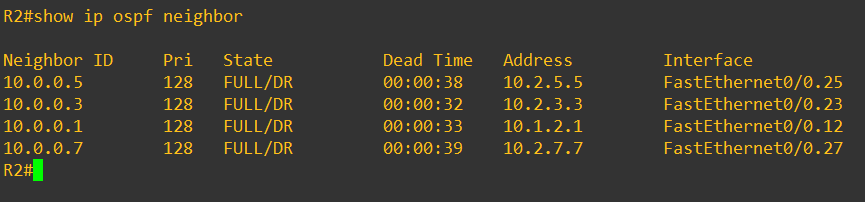 R2#show ip ospf neighbor
Neighbor ID     Pri   State           Dead Time   Address         Interface
10.0.0.5        128   FULL/DR         00:00:38    10.2.5.5        FastEthernet0/0.25
10.0.0.3        128   FULL/DR         00:00:32    10.2.3.3        FastEthernet0/0.23
10.0.0.1        128   FULL/DR         00:00:33    10.1.2.1        FastEthernet0/0.12
10.0.0.7        128   FULL/DR         00:00:39    10.2.7.7        FastEthernet0/0.27
R2#